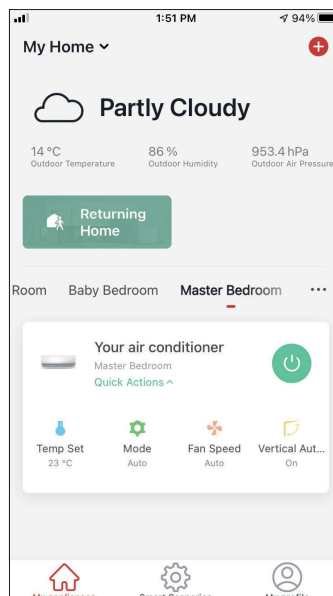 1:51 PM
94%
My Home
Partly Cloudy
14 °C
86 %
953.4 hPa
Outdoor Temperature
Outdoor Humidity
Outdoor Air Pressure
Returning
Home
Room Baby Bedroom Master Bedroom
Your air conditioner
Master Bedroom
Quick Actions
Temp Set
Mode
Fan Speed
Vertical Aut...
23 °C
Auto
Auto
On